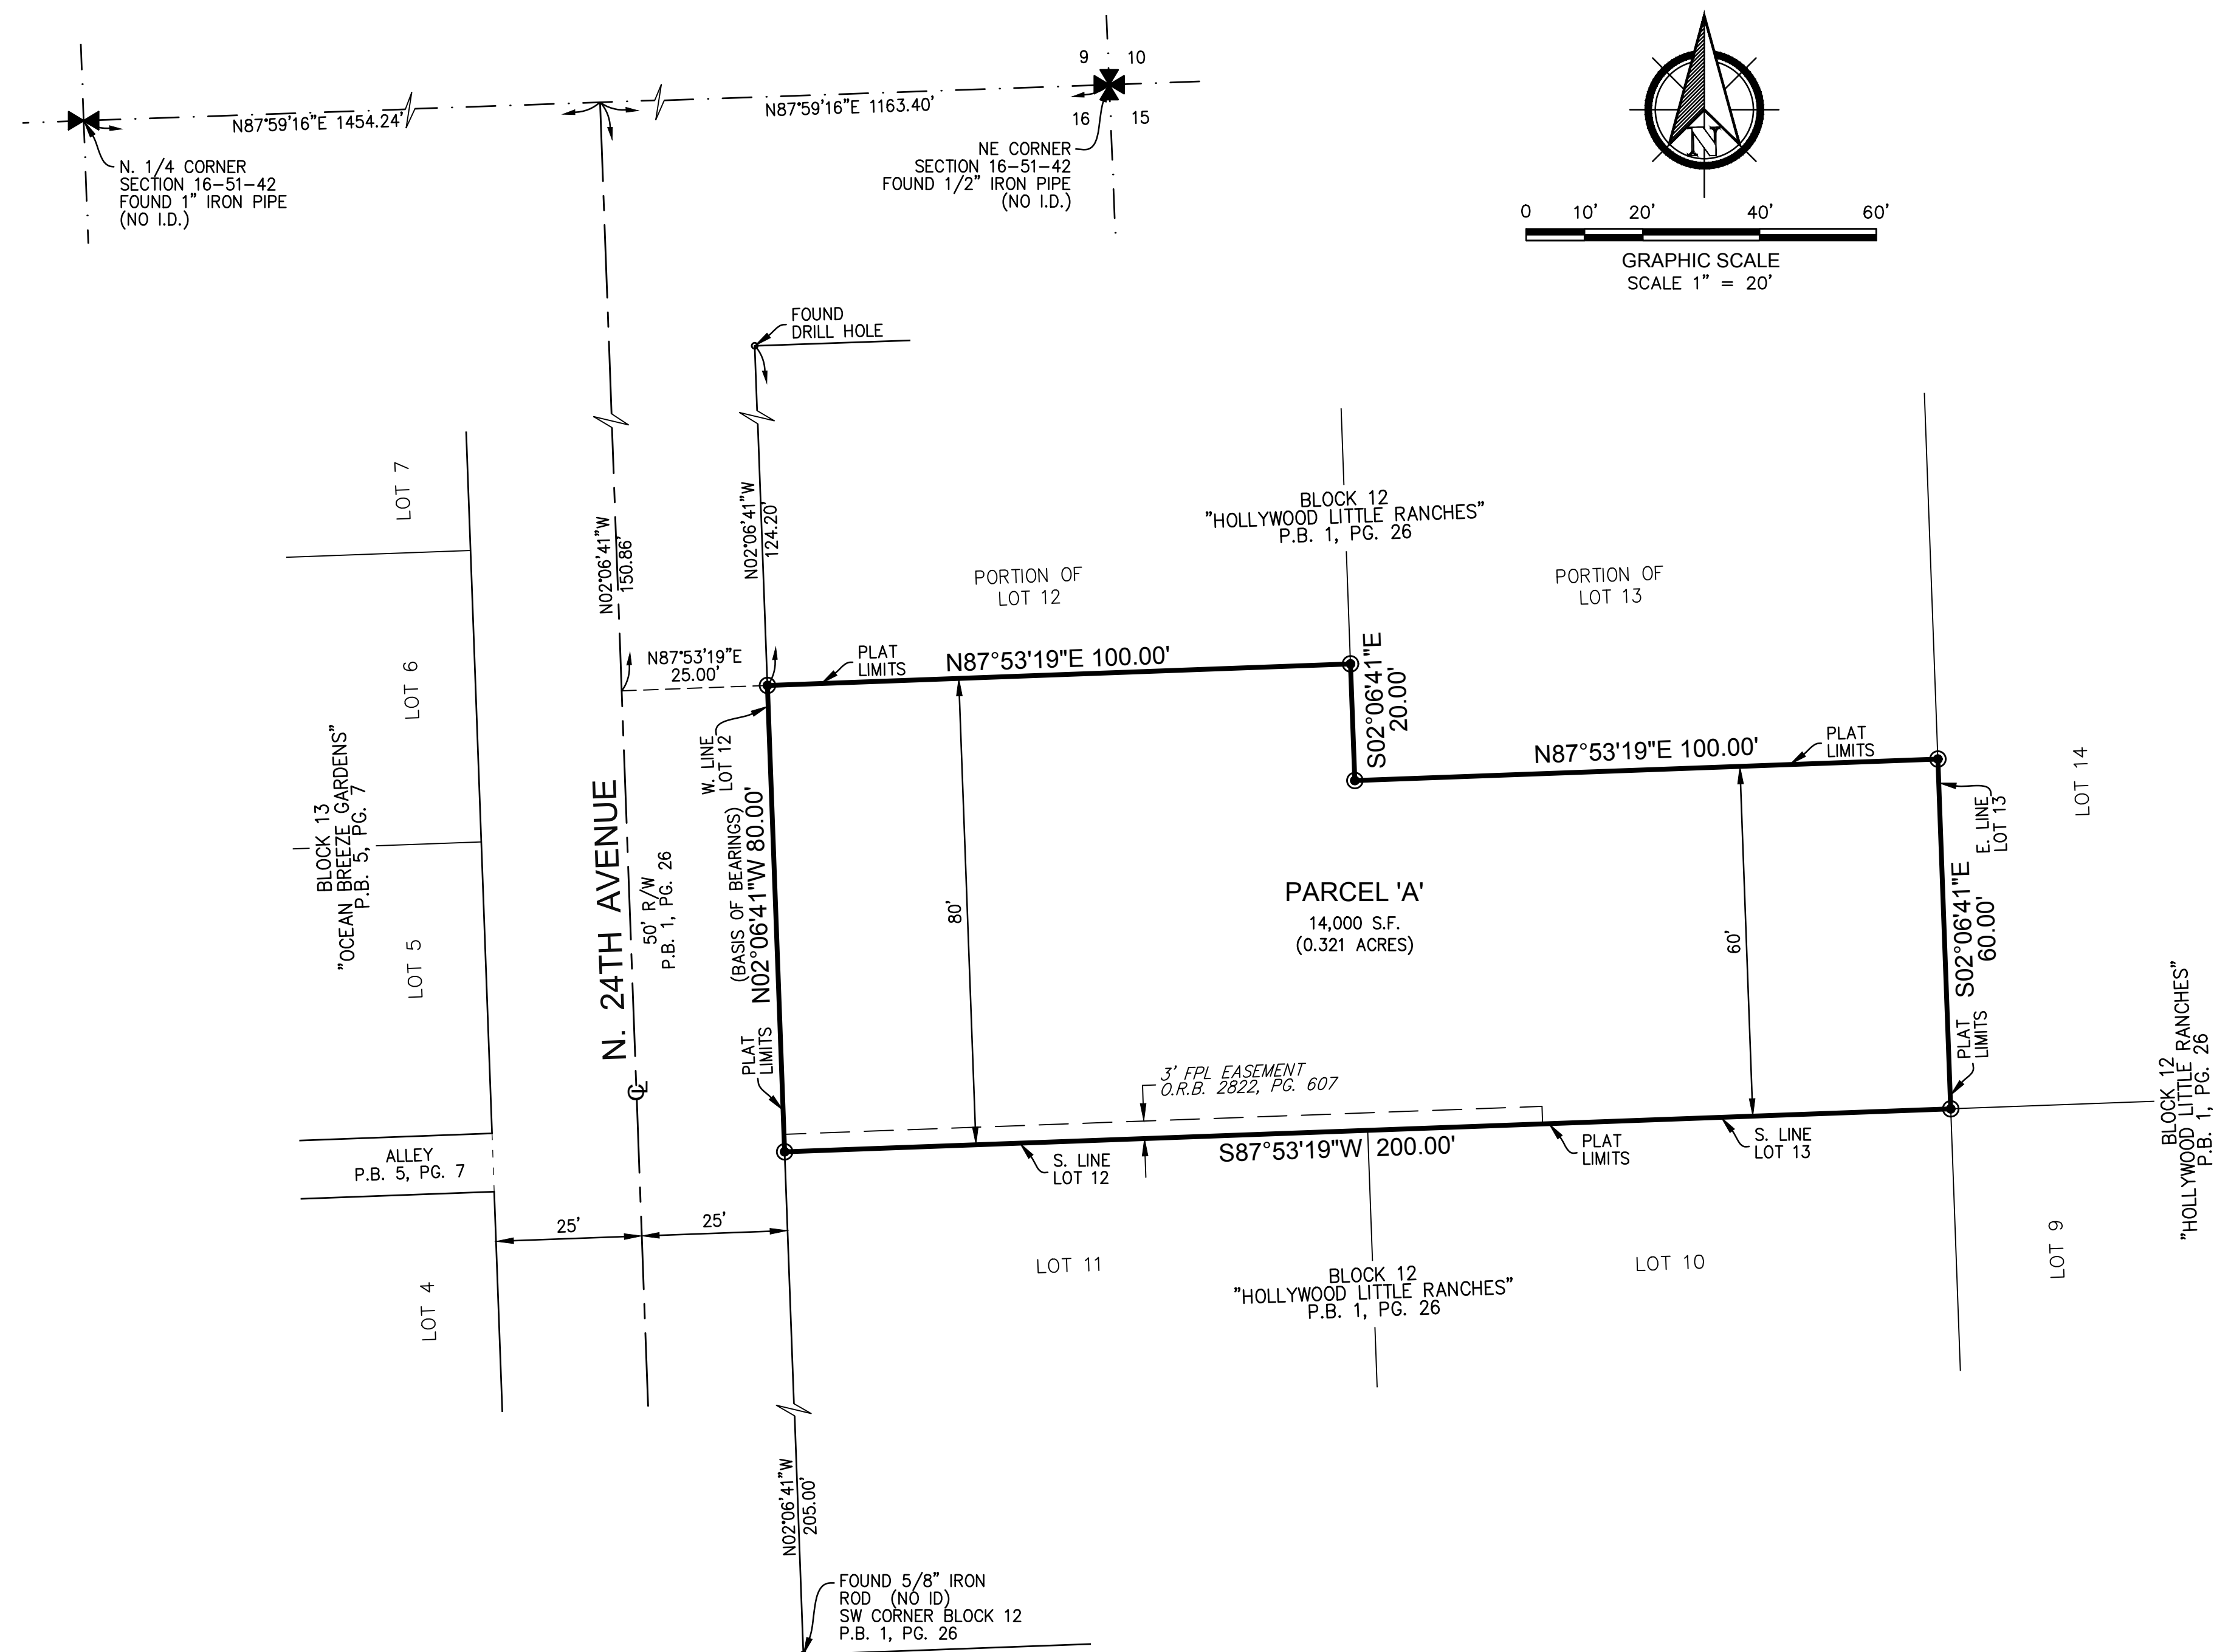 9
10
N87°59'16"E 1454.24'
N87°59'16"E 1163.40'
16
15
N. 1/4 CORNER
SECTION 16-51-42
FOUND 1" IRON PIPE
(NO I.D.)
NE CORNER
SECTION 16-51-42
FOUND 1/2" IRON PIPE
(NO I.D.)
N
0 10' 20' 40' 60'
GRAPHIC SCALE
SCALE 1" = 20'
FOUND
DRILL HOLE
LOT 7
N02°06'41"W
150.86'
N02°06'41"W
124.20'
BLOCK 12
"HOLLYWOOD LITTLE RANCHES"
P.B. 1, PG. 26
PORTION OF
LOT 12
PORTION OF
LOT 13
LOT 6
N87°53'19"E
25.00'
PLAT
LIMITS
N87°53'19"E 100.00'
S02°06'41"E
20.00'
N87°53'19"E 100.00'
PLAT
LIMITS
W. LINE
LOT 12
E. LINE
LOT 13
LOT 14
BLOCK 13
"OCEAN BREEZE GARDENS"
P.B. 5, PG. 7
LOT 5
N. 24TH AVENUE
50' R/W
P.B. 1, PG. 26
(BASIS OF BEARINGS)
N02°06'41"W 80.00'
80'
PARCEL 'A'
14,000 S.F.
(0.321 ACRES)
60'
S02°06'41"E
60.00'
PLAT
LIMITS
PLAT
LIMITS
CL
3' FPL EASEMENT
O.R.B. 2822, PG. 607
BLOCK 12
"HOLLYWOOD LITTLE RANCHES"
P.B. 1, PG. 26
ALLEY
P.B. 5, PG. 7
S. LINE
LOT 12
S87°53'19"W 200.00'
PLAT
LIMITS
S. LINE
LOT 13
25'
25'
LOT 4
LOT 11
BLOCK 12
"HOLLYWOOD LITTLE RANCHES"
P.B. 1, PG. 26
LOT 10
LOT 9
N02°06'41"W
205.00'
FOUND 5/8" IRON
ROD (NO ID)
SW CORNER BLOCK 12
P.B. 1, PG. 26